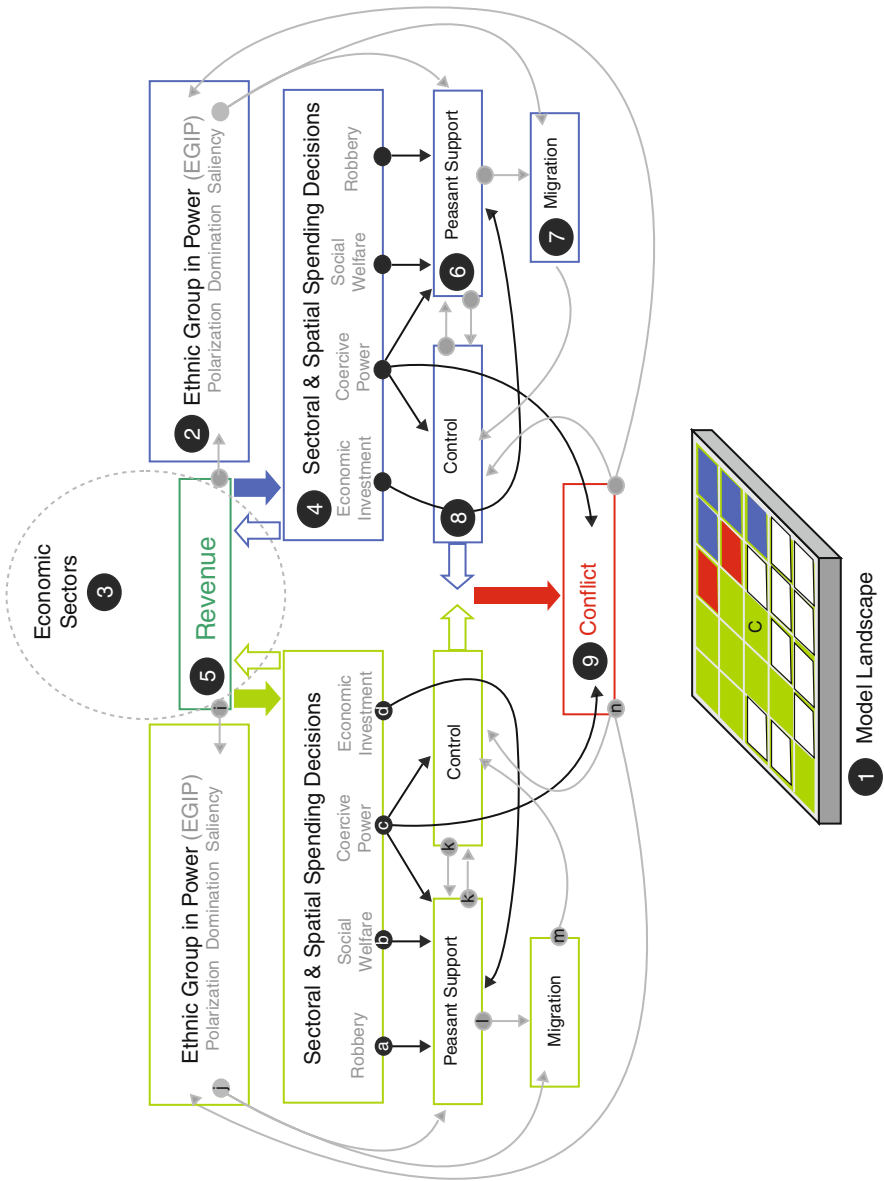 Economic
Sectors
3
5
Revenue
i
Ethnic Group in Power (EGIP)
Polarization Domination Saliency
j
2
Ethnic Group in Power (EGIP)
Polarization Domination Saliency
Sectoral & Spatial Spending Decisions
Robbery
Social
Welfare
Coercive
Power
Economic
Investment
a
b
c
d
4
Sectoral & Spatial Spending Decisions
Economic
Investment
Coercive
Power
Social
Welfare
Robbery
Peasant Support
k
k
Control
l
8
Control
6
Peasant Support
Migration
m
7
Migration
9
Conflict
n
C
1
Model Landscape